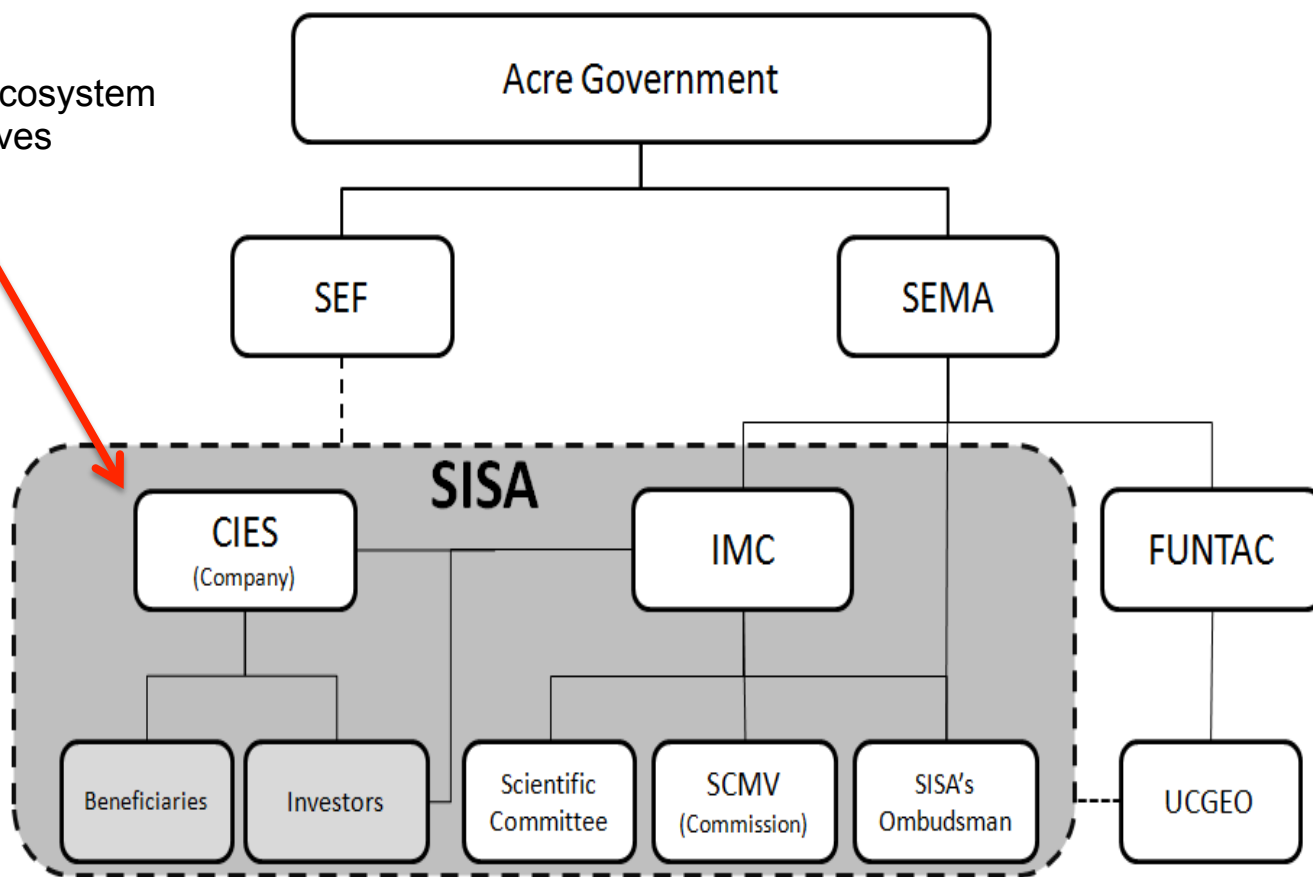 Acre Government
cosystem
ves
SEF
SEMA
SISA
CIES
(Company)
IMC
FUNTAC
Beneficiaries
Investors
Scientific
Committee
SCMV
(Commission)
SISA's
Ombudsman
UCGEO